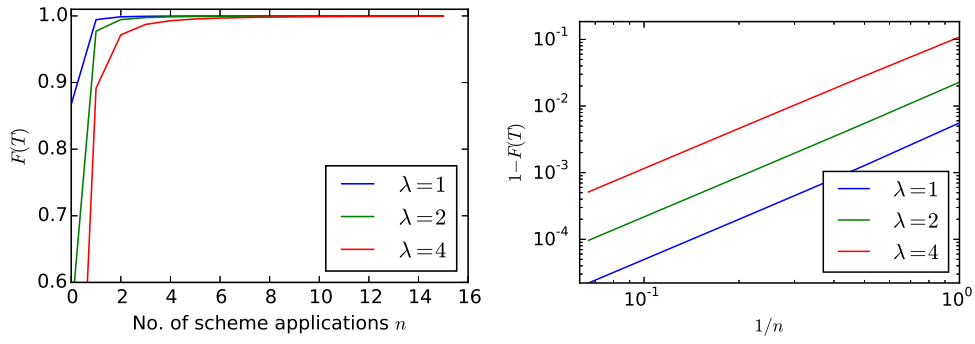 1.0
0.9
0.8
0.7
0.6
F(T)
0 2 4 6 8 10 12 14 16
No. of scheme applications n
λ=1
λ=2
λ=4
10⁻¹
10⁻²
10⁻³
10⁻⁴
1−F(T)
10⁻¹ 10⁰
1/n
λ=1
λ=2
λ=4